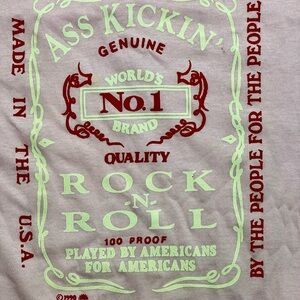 ASS KICKIN'
GENUINE
WORLD'S
No.1
BRAND
QUALITY
ROCK
-N-
ROLL
100 PROOF
PLAYED BY AMERICANS
FOR AMERICANS
MADE IN THE U.S.A.
BY THE PEOPLE FOR THE PEOPLE
©1990